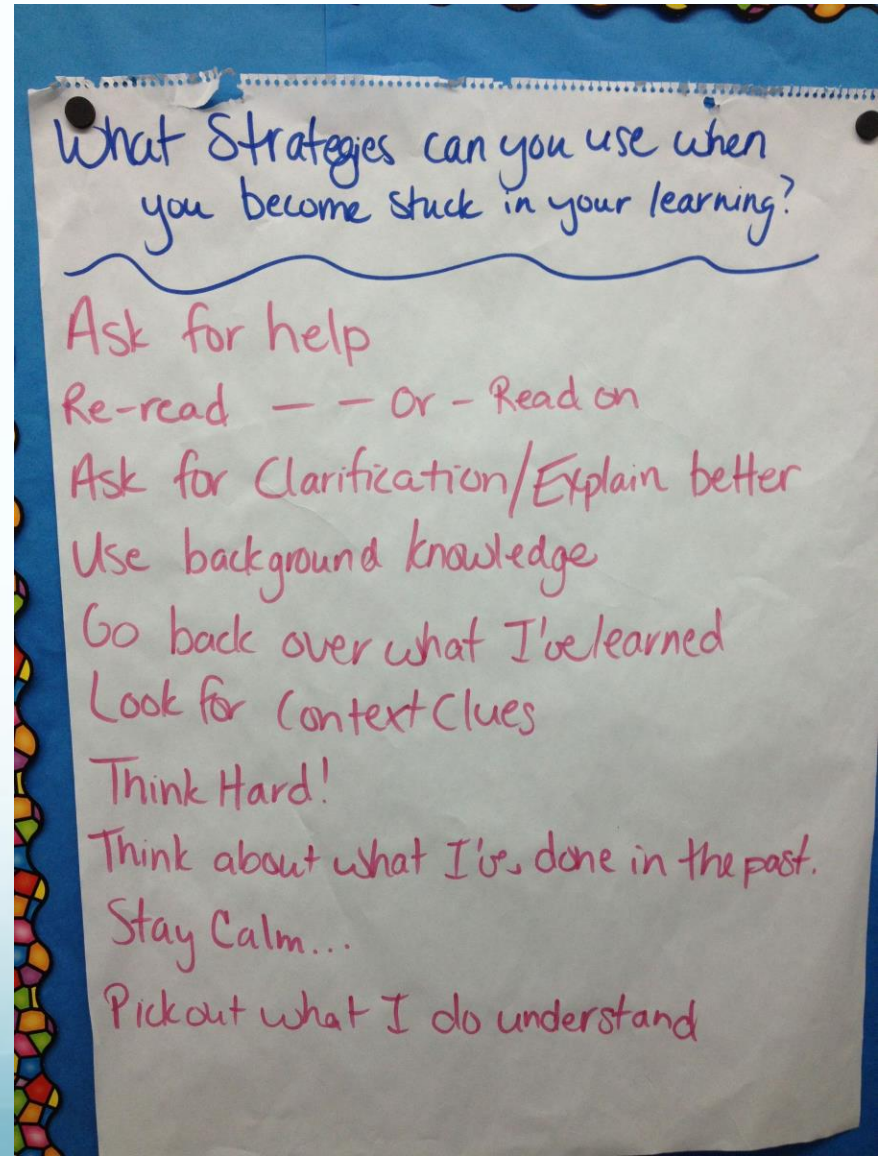 What Strategies can you use when
you become stuck in your learning?
Ask for help
Re-read — — Or - Read on
Ask for Clarification/Explain better
Use background knowledge
Go back over what I've learned
Look for Context Clues
Think Hard!
Think about what I've done in the past.
Stay Calm...
Pick out what I do understand